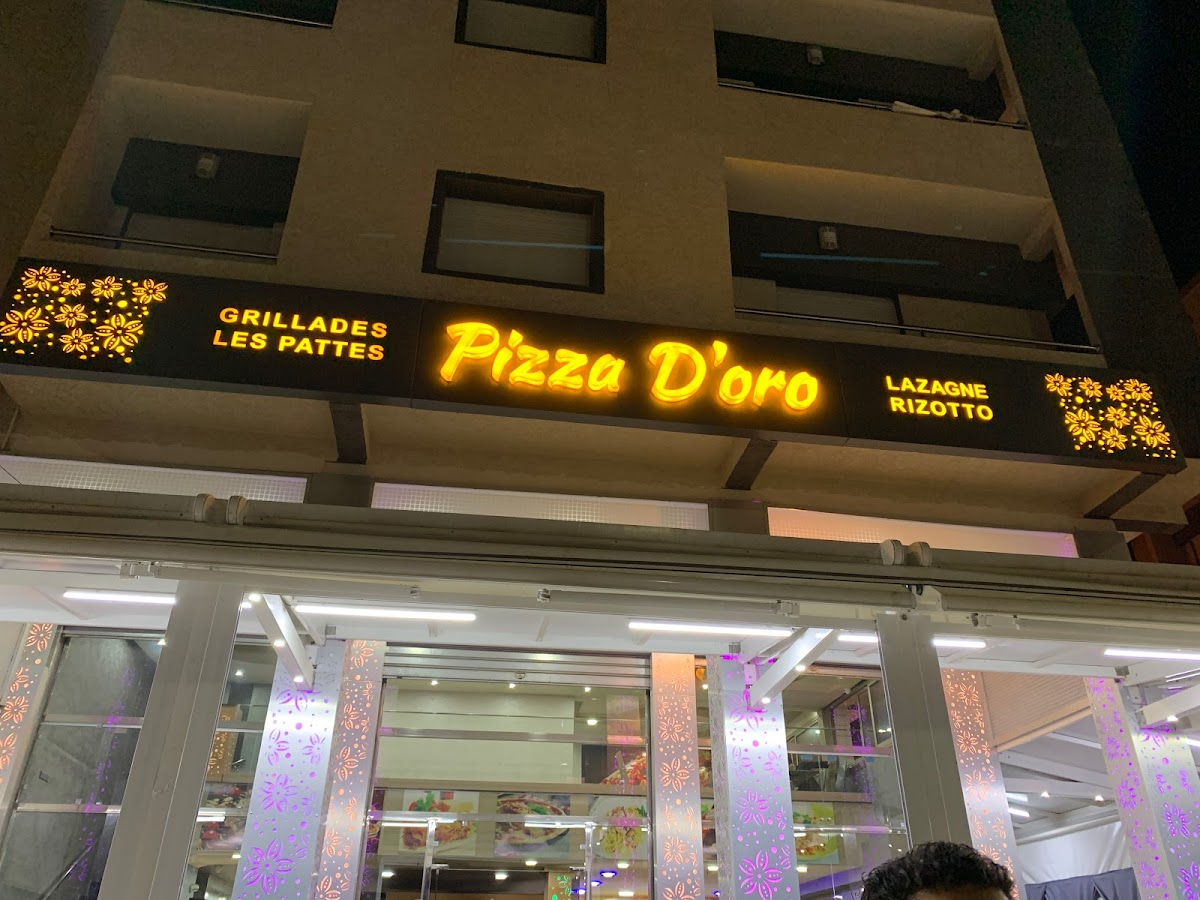 GRILLADES
LES PATTES
Pizza D'oro
LAZAGNE
RIZOTTO